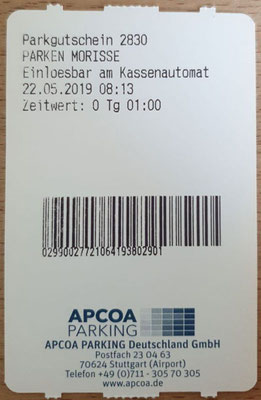 Parkgutschein 2830
PARKEN MORISSE
Einloesbar am Kassenautomat
22.05.2019 08:13
Zeitwert: 0 Tg 01:00
02990027721064193802901
APCOA
PARKING
APCOA PARKING Deutschland GmbH
Postfach 23 04 63
70624 Stuttgart (Airport)
Telefon +49 (0)711 - 305 70 305
www.apcoa.de